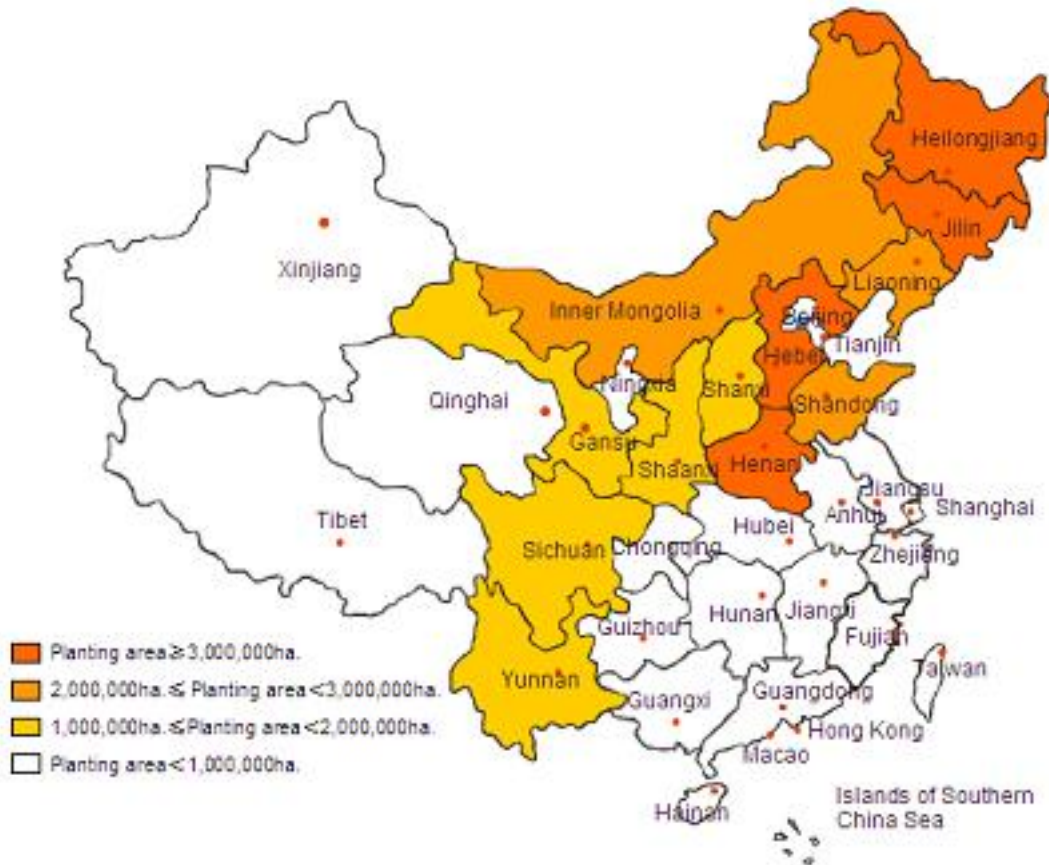 Heilongjiang
Jilin
Liaoning
Xinjiang
Inner Mongolia
Beijing
Tianjin
Hebei
Ningxia
Shanxi
Qinghai
Shandong
Gansu
Shaanxi
Henan
Jiangsu
Shanghai
Anhui
Tibet
Hubei
Sichuan
Chongqing
Zhejiang
Hunan
Jiangxi
Guizhou
Fujian
Planting area≥3,000,000ha.
Taiwan
Yunnan
2,000,000ha.≤ Planting area<3,000,000ha.
Guangxi
Guangdong
1,000,000ha.≤Planting area<2,000,000ha.
Hong Kong
Macao
Planting area<1,000,000ha.
Hainan
Islands of Southern
China Sea